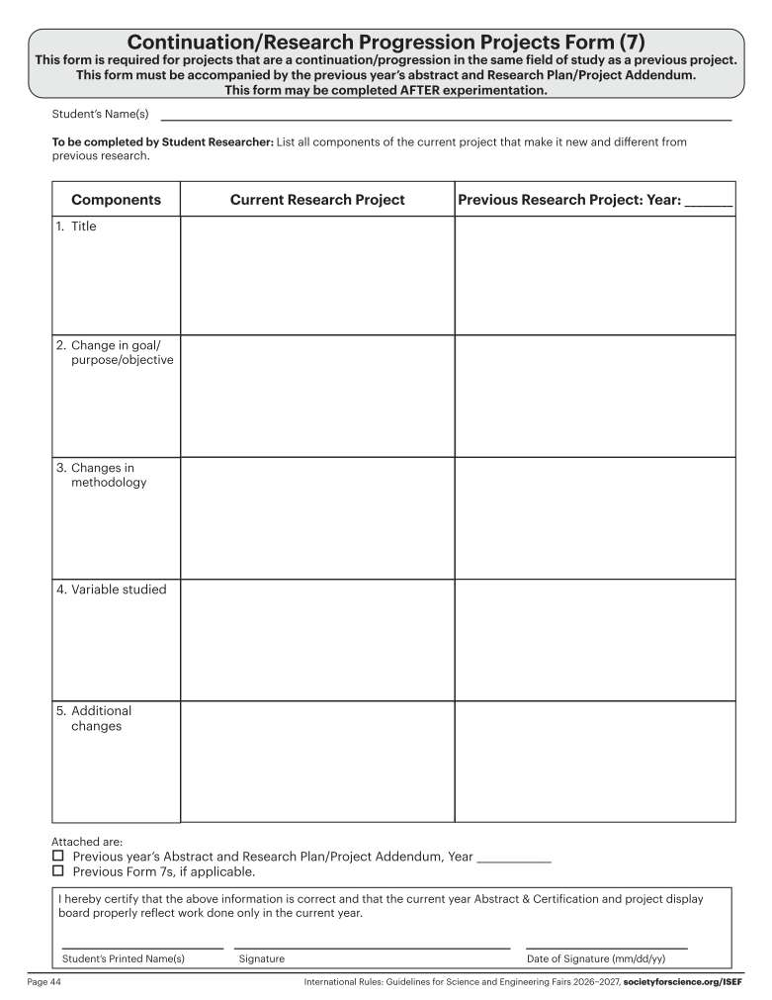 Continuation/Research Progression Projects Form (7)
This form is required for projects that are a continuation/progression in the same field of study as a previous project.
This form must be accompanied by the previous year’s abstract and Research Plan/Project Addendum.
This form may be completed AFTER experimentation.
Student’s Name(s)
To be completed by Student Researcher: List all components of the current project that make it new and different from
previous research.
Components
Current Research Project
Previous Research Project: Year: _______
1. Title
2. Change in goal/
purpose/objective
3. Changes in
methodology
4. Variable studied
5. Additional
changes
Attached are:
☐ Previous year’s Abstract and Research Plan/Project Addendum, Year ___________
☐ Previous Form 7s, if applicable.
I hereby certify that the above information is correct and that the current year Abstract & Certification and project display
board properly reflect work done only in the current year.
Student’s Printed Name(s)
Signature
Date of Signature (mm/dd/yy)
Page 44
International Rules: Guidelines for Science and Engineering Fairs 2026–2027, societyforscience.org/ISEF